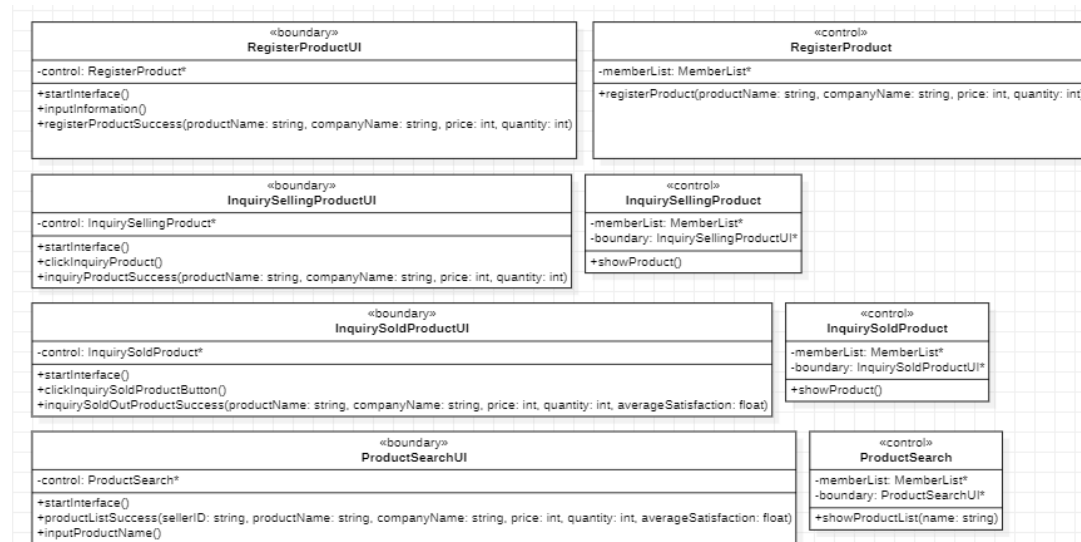 «boundary»
RegisterProductUI
-control: RegisterProduct*
+startInterface()
+inputInformation()
+registerProductSuccess(productName: string, companyName: string, price: int, quantity: int)
«control»
RegisterProduct
-memberList: MemberList*
+registerProduct(productName: string, companyName: string, price: int, quantity: int)
«boundary»
InquirySellingProductUI
-control: InquirySellingProduct*
+startInterface()
+clickInquiryProduct()
+inquiryProductSuccess(productName: string, companyName: string, price: int, quantity: int)
«control»
InquirySellingProduct
-memberList: MemberList*
-boundary: InquirySellingProductUI*
+showProduct()
«boundary»
InquirySoldProductUI
-control: InquirySoldProduct*
+startInterface()
+clickInquirySoldProductButton()
+inquirySoldOutProductSuccess(productName: string, companyName: string, price: int, quantity: int, averageSatisfaction: float)
«control»
InquirySoldProduct
-memberList: MemberList*
-boundary: InquirySoldProductUI*
+showProduct()
«boundary»
ProductSearchUI
-control: ProductSearch*
+startInterface()
+productListSuccess(sellerID: string, productName: string, companyName: string, price: int, quantity: int, averageSatisfaction: float)
+inputProductName()
«control»
ProductSearch
-memberList: MemberList*
-boundary: ProductSearchUI*
+showProductList(name: string)